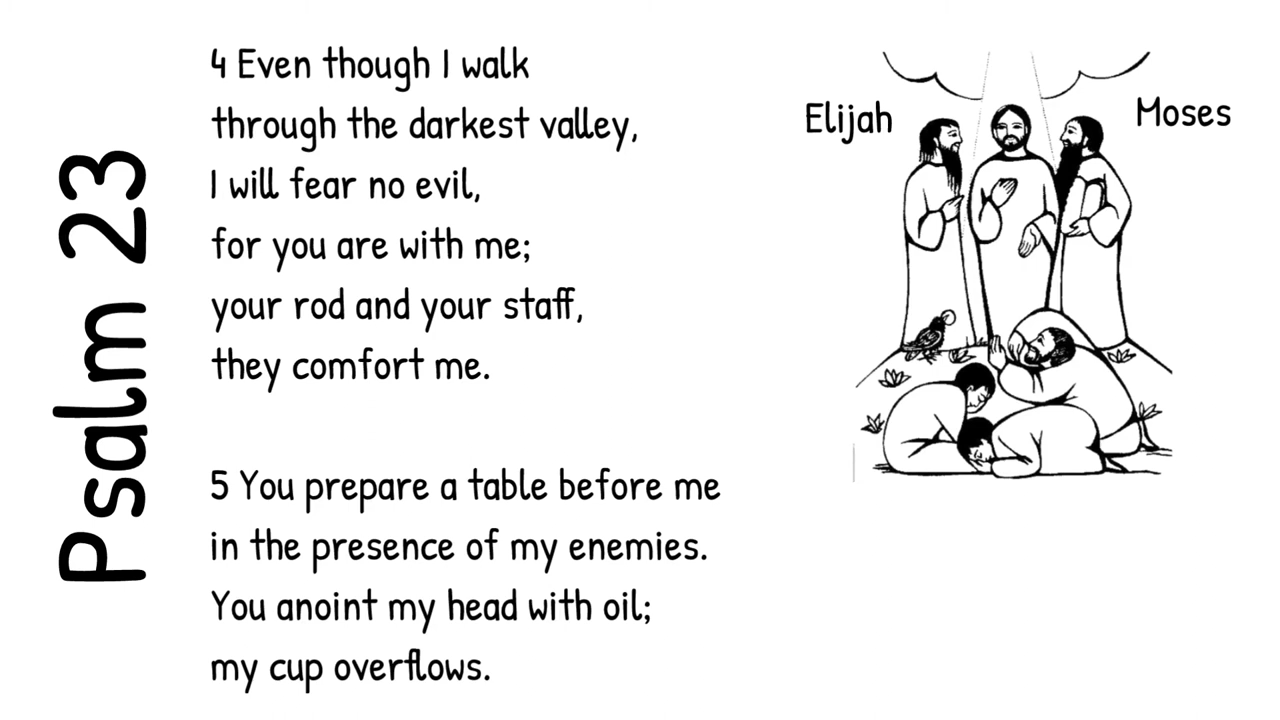 Psalm 23
4 Even though I walk
through the darkest valley,
I will fear no evil,
for you are with me;
your rod and your staff,
they comfort me.
5 You prepare a table before me
in the presence of my enemies.
You anoint my head with oil;
my cup overflows.
Elijah
Moses